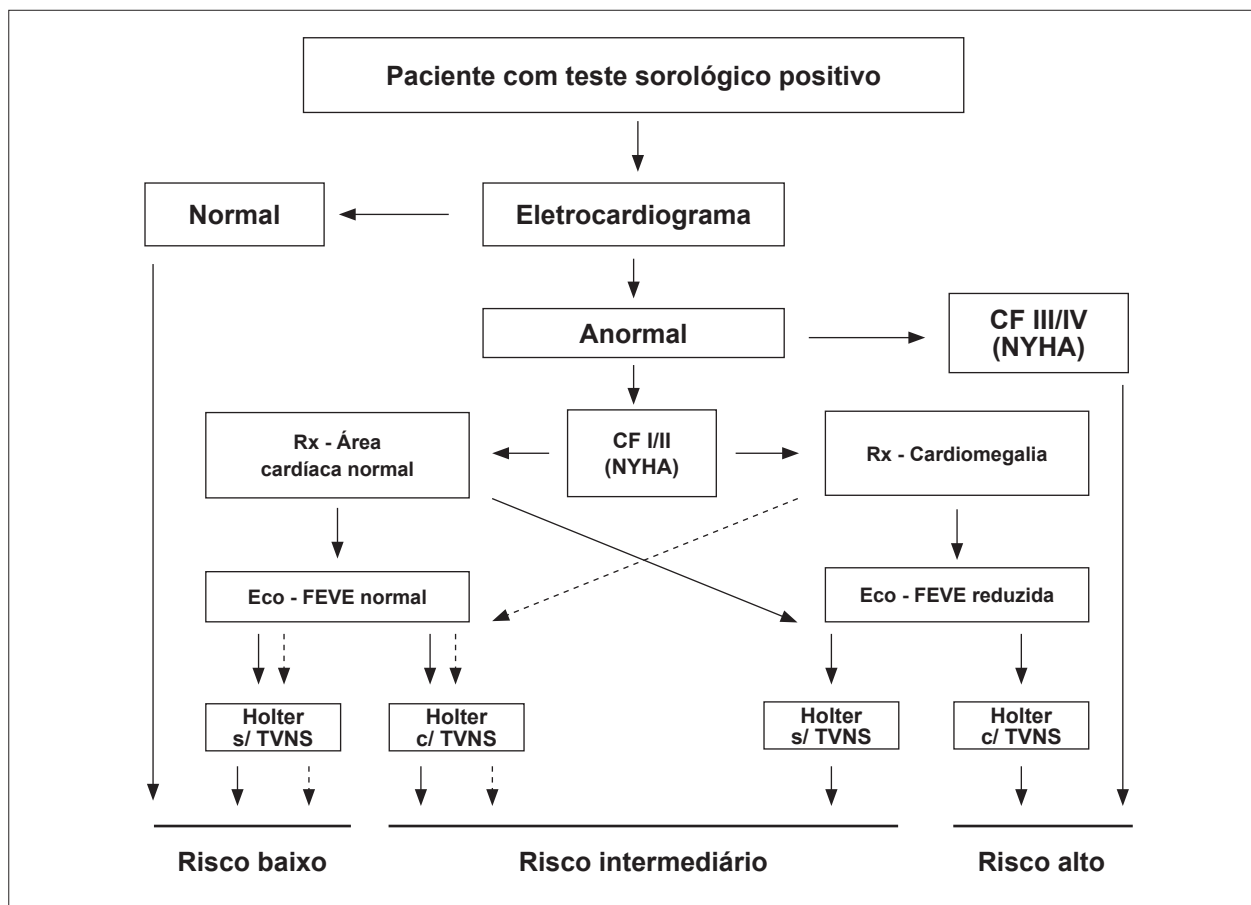 Paciente com teste sorológico positivo
Normal
Eletrocardiograma
Anormal
CF III/IV
(NYHA)
Rx - Área
cardíaca normal
CF I/II
(NYHA)
Rx - Cardiomegalia
Eco - FEVE normal
Eco - FEVE reduzida
Holter
s/ TVNS
Holter
c/ TVNS
Holter
s/ TVNS
Holter
c/ TVNS
Risco baixo
Risco intermediário
Risco alto